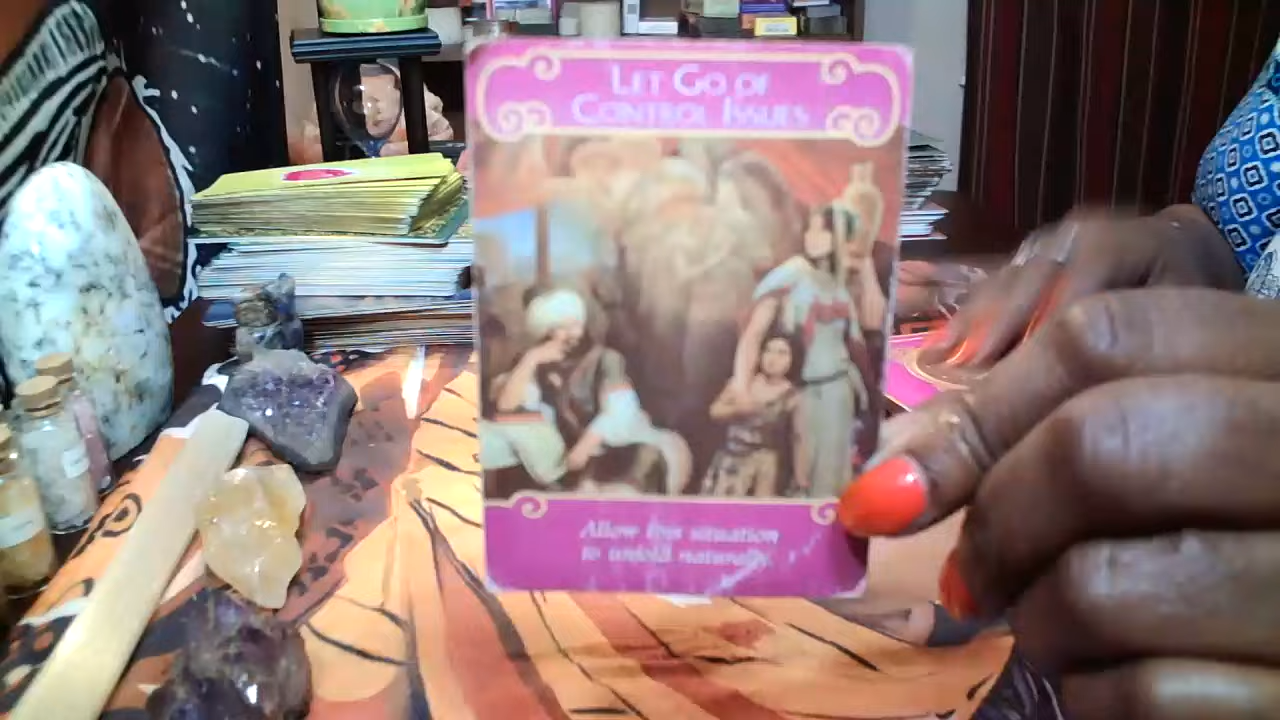 Let Go of
Control Issues
Allow this situation
to unfold naturally.